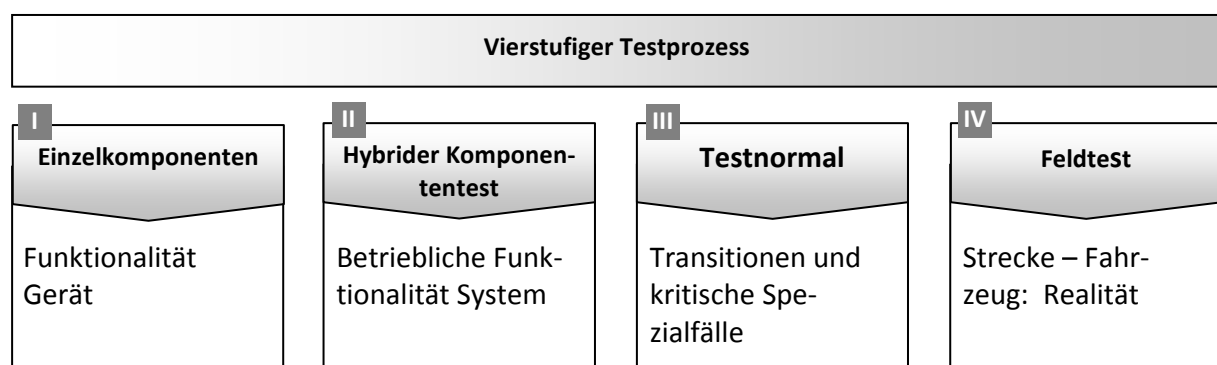 Vierstufiger Testprozess
I
Einzelkomponenten
Funktionalität
Gerät
II
Hybrider Komponen-
tentest
Betriebliche Funk-
tionalität System
III
Testnormal
Transitionen und
kritische Spe-
zialfälle
IV
Feldtest
Strecke – Fahr-
zeug: Realität